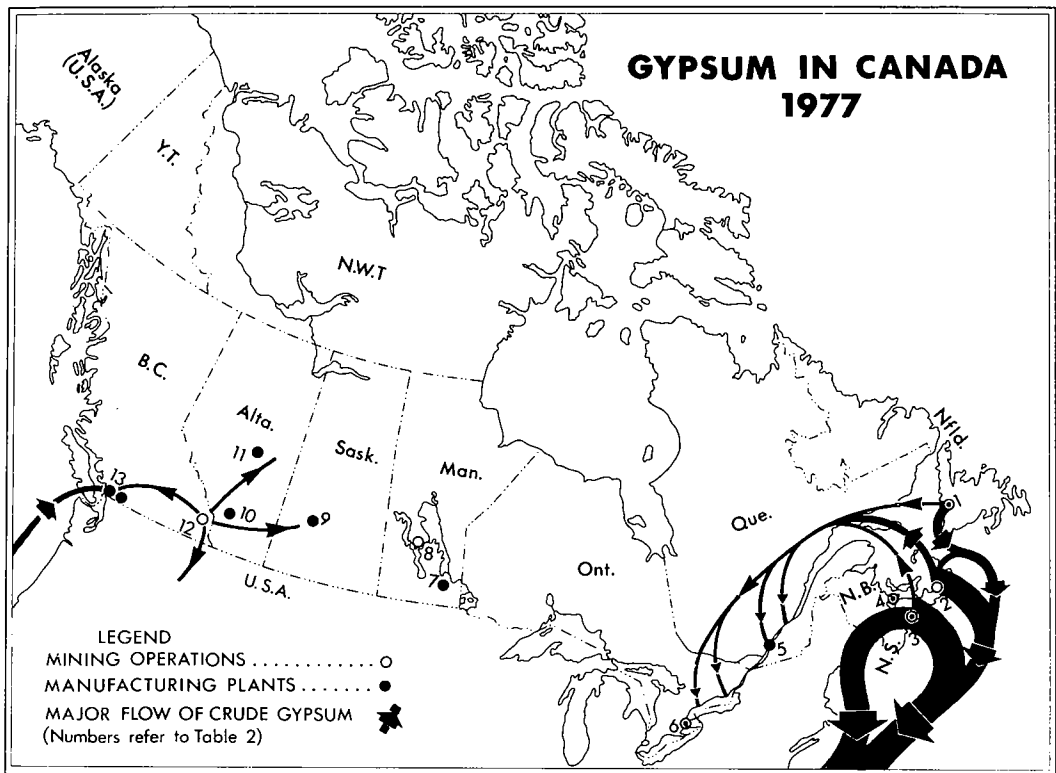 GYPSUM IN CANADA
1977
Alaska
(U.S.A.)
Y.T.
N.W.T
B.C.
Alta.
Sask.
Man.
Ont.
Que.
Nfld.
N.B.
N.S.
U.S.A.
1
2
3
4
5
6
7
8
9
10
11
12
13
LEGEND
MINING OPERATIONS ............
MANUFACTURING PLANTS .......
MAJOR FLOW OF CRUDE GYPSUM
(Numbers refer to Table 2)